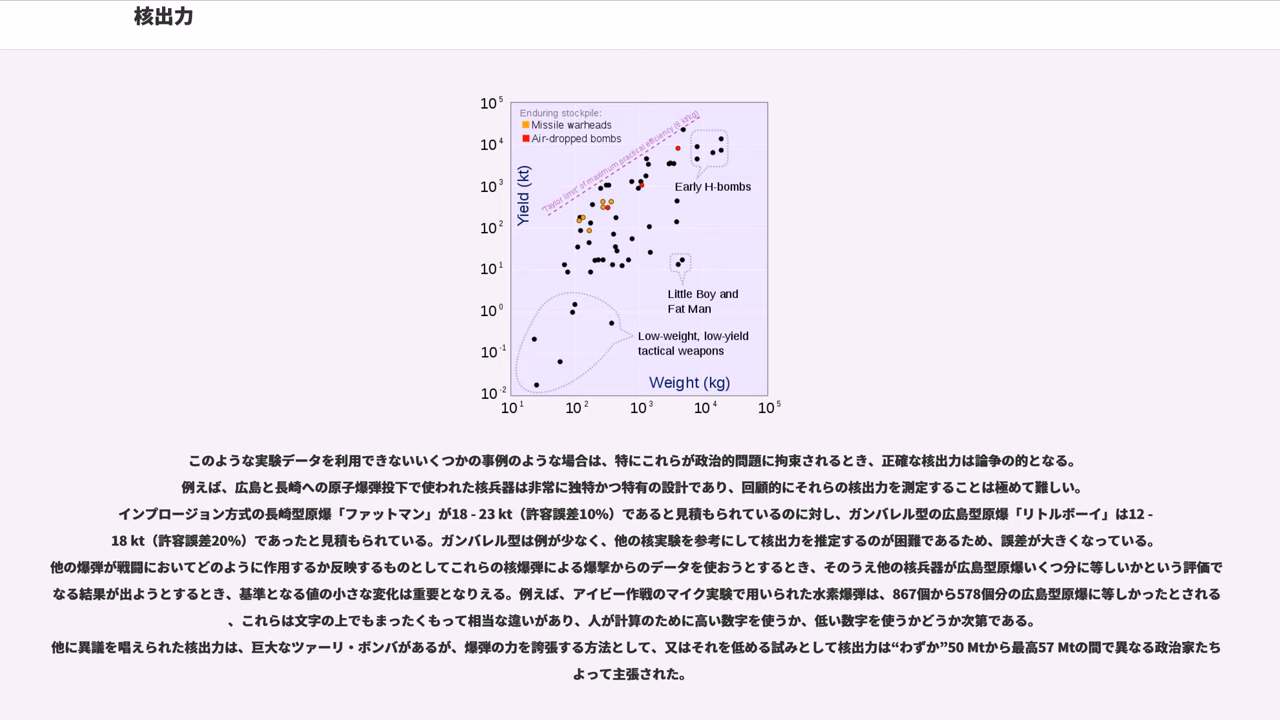 核出力
10 5
10 4
10 3
10 2
10 1
10 0
10 -1
10 -2
Yield (kt)
Enduring stockpile:
Missile warheads
Air-dropped bombs
"Taylor limit" of maximum practical efficiency (6 kt/kg)
Early H-bombs
Little Boy and
Fat Man
Low-weight, low-yield
tactical weapons
Weight (kg)
10 1
10 2
10 3
10 4
10 5
このような実験データを利用できないいくつかの事例のような場合は、特にこれらが政治的問題に拘束されるとき、正確な核出力は論争の的となる。
例えば、広島と長崎への原子爆弾投下で使われた核兵器は非常に独特かつ特有の設計であり、回顧的にそれらの核出力を測定することは極めて難しい。
インプロージョン方式の長崎型原爆「ファットマン」が18 - 23 kt（許容誤差10%）であると見積もられているのに対し、ガンバレル型の広島型原爆「リトルボーイ」は12 -
18 kt（許容誤差20%）であったと見積もられている。ガンバレル型は例が少なく、他の核実験を参考にして核出力を推定するのが困難であるため、誤差が大きくなっている。
他の爆弾が戦闘においてどのように作用するか反映するものとしてこれらの核爆弾による爆撃からのデータを使おうとするとき、そのうえ他の核兵器が広島型原爆いくつ分に等しいかという評価で
なる結果が出ようとするとき、基準となる値の小さな変化は重要となりえる。例えば、アイビー作戦のマイク実験で用いられた水素爆弾は、867個から578個分の広島型原爆に等しかったとされる
、これらは文字の上でもまったくもって相当な違いがあり、人が計算のために高い数字を使うか、低い数字を使うかどうか次第である。
他に異議を唱えられた核出力は、巨大なツァーリ・ボンバがあるが、爆弾の力を誇張する方法として、又はそれを低める試みとして核出力は“わずか”50 Mtから最高57 Mtの間で異なる政治家たち
よって主張された。